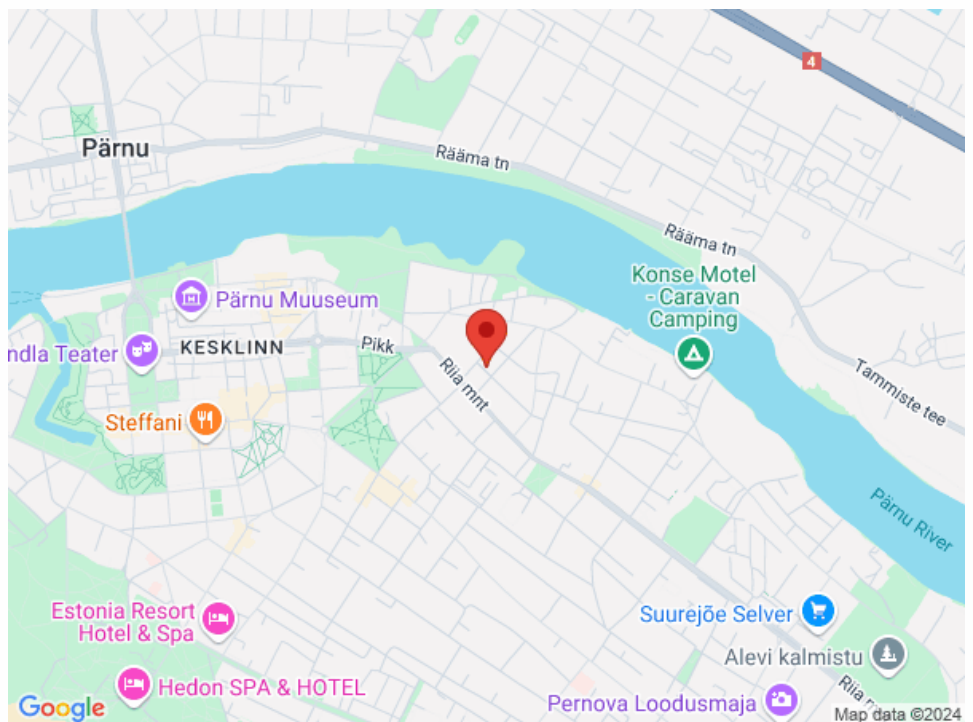 4
Pärnu
Rääma tn
Rääma tn
Konse Motel
- Caravan
Camping
Pärnu Muuseum
ndla Teater
KESKLINN
Pikk
Riia mnt
Tammiste tee
Steffani
Pärnu River
Estonia Resort
Hotel & Spa
Suurejõe Selver
Alevi kalmistu
Hedon SPA & HOTEL
Pernova Loodusmaja
Riia m
Google
Map data ©2024